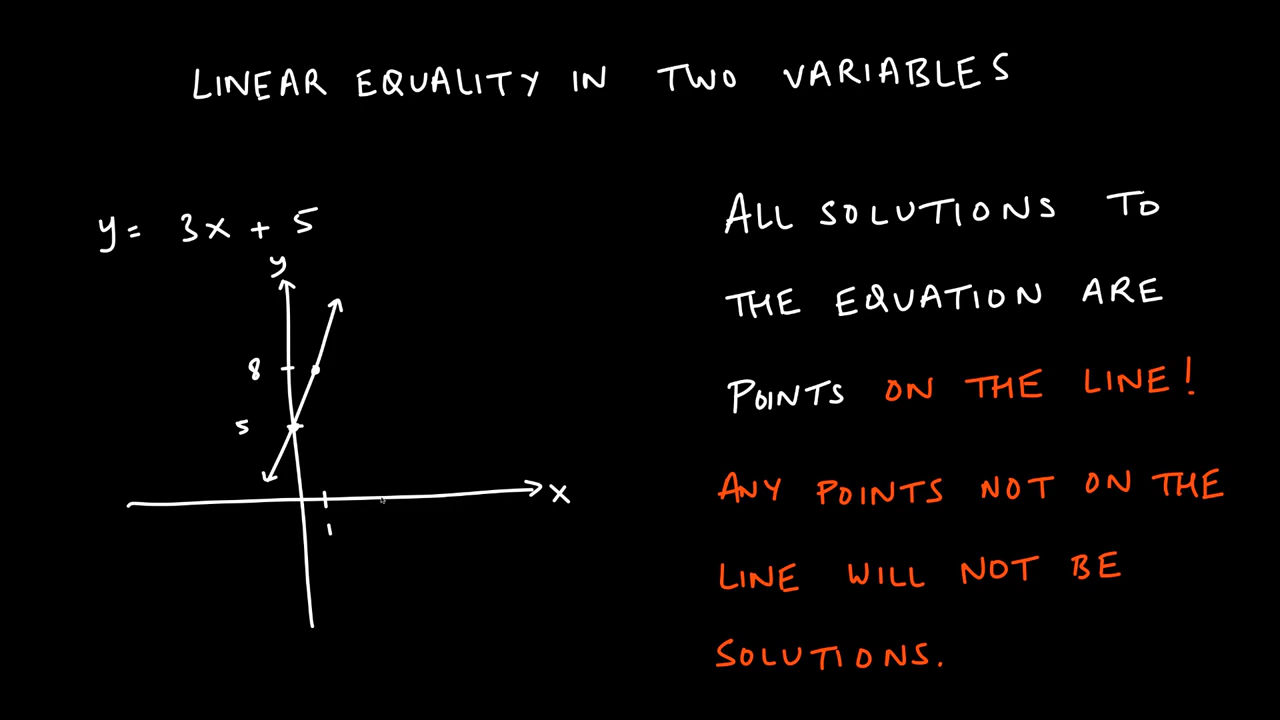 LINEAR EQUALITY IN TWO VARIABLES
y = 3x + 5
y
8
5
x
1
ALL SOLUTIONS TO
THE EQUATION ARE
POINTS ON THE LINE!
ANY POINTS NOT ON THE
LINE WILL NOT BE
SOLUTIONS.